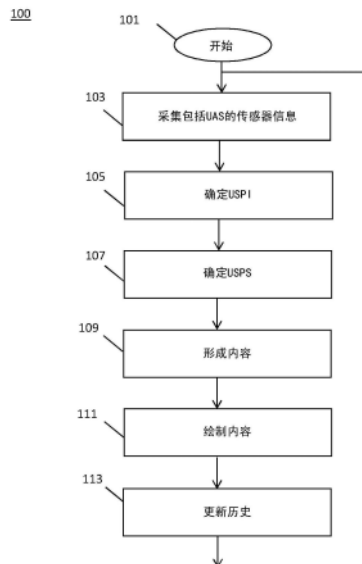 100
101
开始
103
采集包括UAS的传感器信息
105
确定USPI
107
确定USPS
109
形成内容
111
绘制内容
113
更新历史